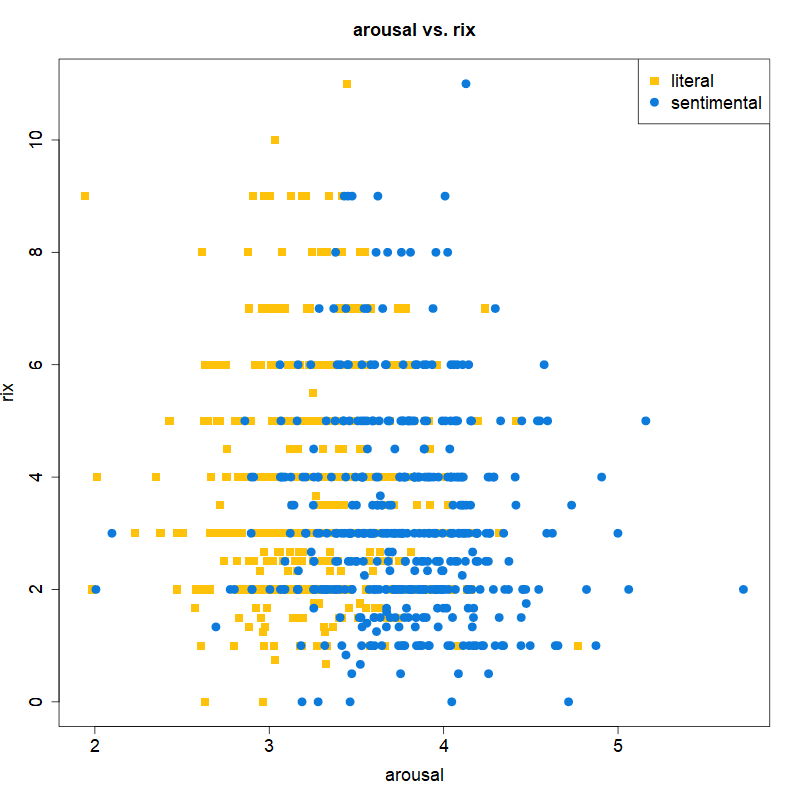 arousal vs. rix
literal
sentimental
rix
10
8
6
4
2
0
2 3 4 5
arousal